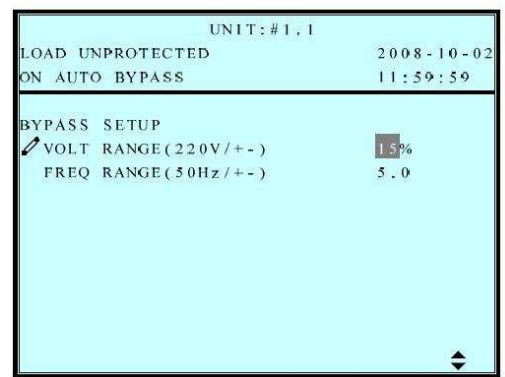 UNIT:#1.1
LOAD UNPROTECTED 2008-10-02
ON AUTO BYPASS 11:59:59
BYPASS SETUP
VOLT RANGE(220V/+-) 15%
FREQ RANGE(50Hz/+-) 5.0